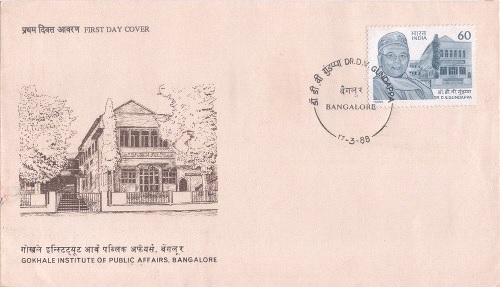 प्रथम दिवस आवरण FIRST DAY COVER
भारत
INDIA
60
डॉ. डी. वी. गुंडप्पा
DR. D.V. GUNDAPPA
डॉ डी वी गुंडप्पा DR.D.V. GUNDAPPA
बेंगलूर
BANGALORE
17-3-88
गोखले इन्स्टिट्यूट आर्व पब्लिक अफेयर्स, बेंगलूर
GOKHALE INSTITUTE OF PUBLIC AFFAIRS, BANGALORE